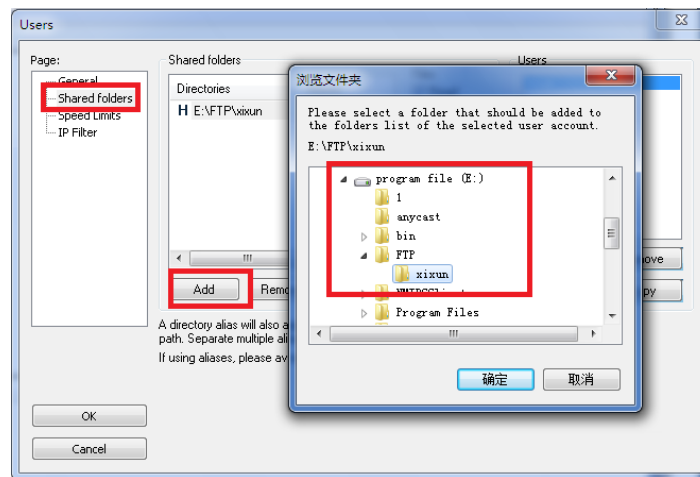 Users
Page:
General
Shared folders
Speed Limits
IP Filter
Shared folders
Directories
H E:\FTP\xixun
Add
A directory alias will also a
path. Separate multiple ali
If using aliases, please av
OK
Cancel
Users
浏览文件夹
Please select a folder that should be added to
the folders list of the selected user account.
E:\FTP\xixun
program file (E:)
1
anycast
bin
FTP
xixun
Program Files
确定
取消